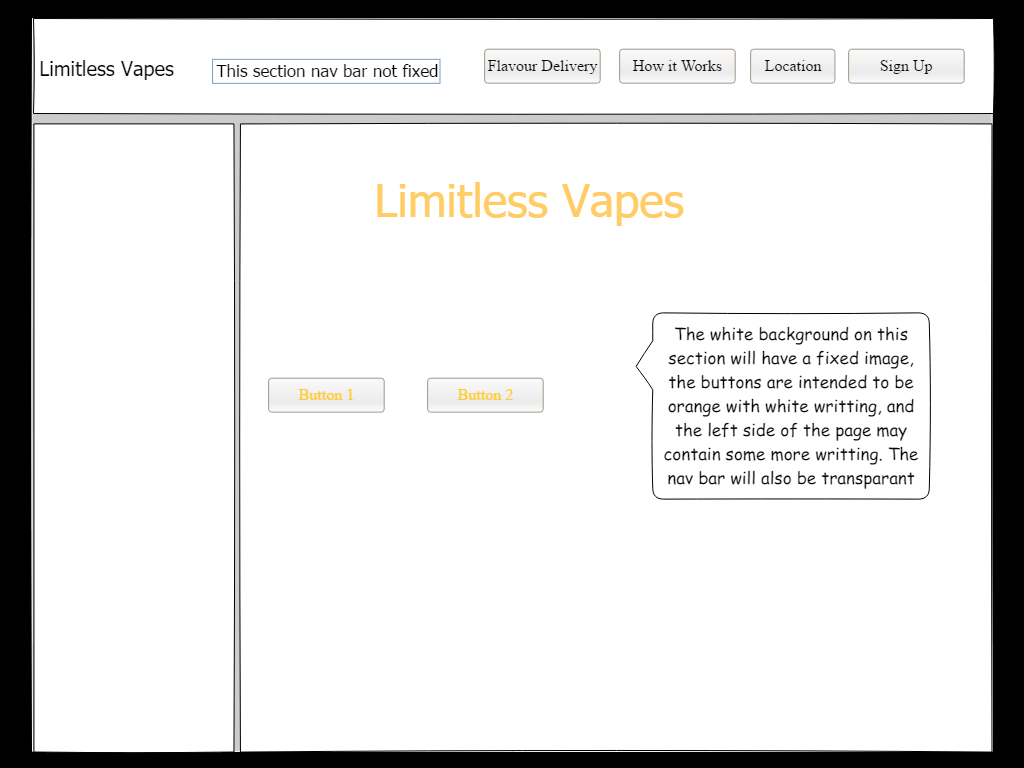 Limitless Vapes
This section nav bar not fixed
Flavour Delivery
How it Works
Location
Sign Up
Limitless Vapes
Button 1
Button 2
The white background on this
section will have a fixed image,
the buttons are intended to be
orange with white writting, and
the left side of the page may
contain some more writting. The
nav bar will also be transparant